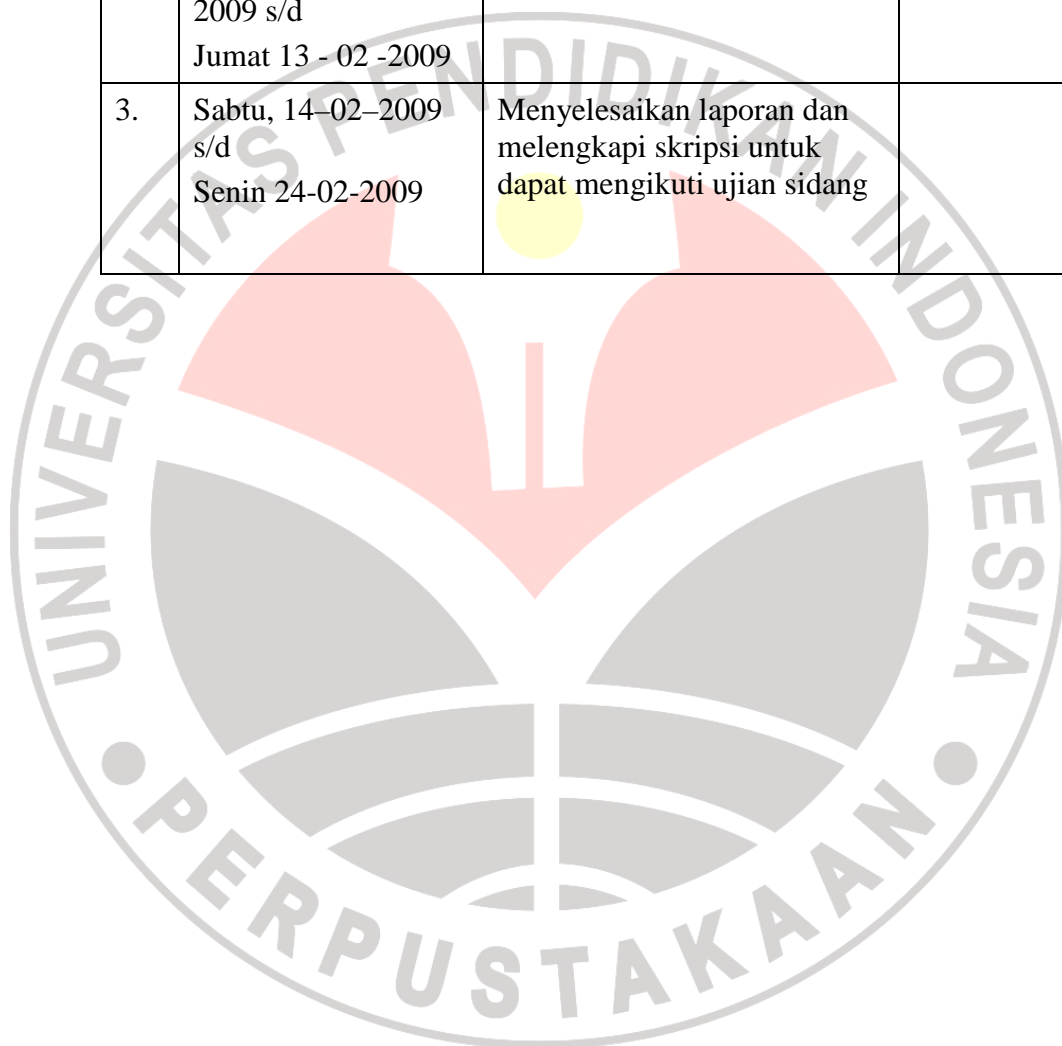 2009 s/d
Jumat 13 - 02 -2009
3.
Sabtu, 14–02–2009
s/d
Senin 24-02-2009
Menyelesaikan laporan dan
melengkapi skripsi untuk
dapat mengikuti ujian sidang
UNIVERSITAS PENDIDIKAN INDONESIA
PERPUSTAKAAN